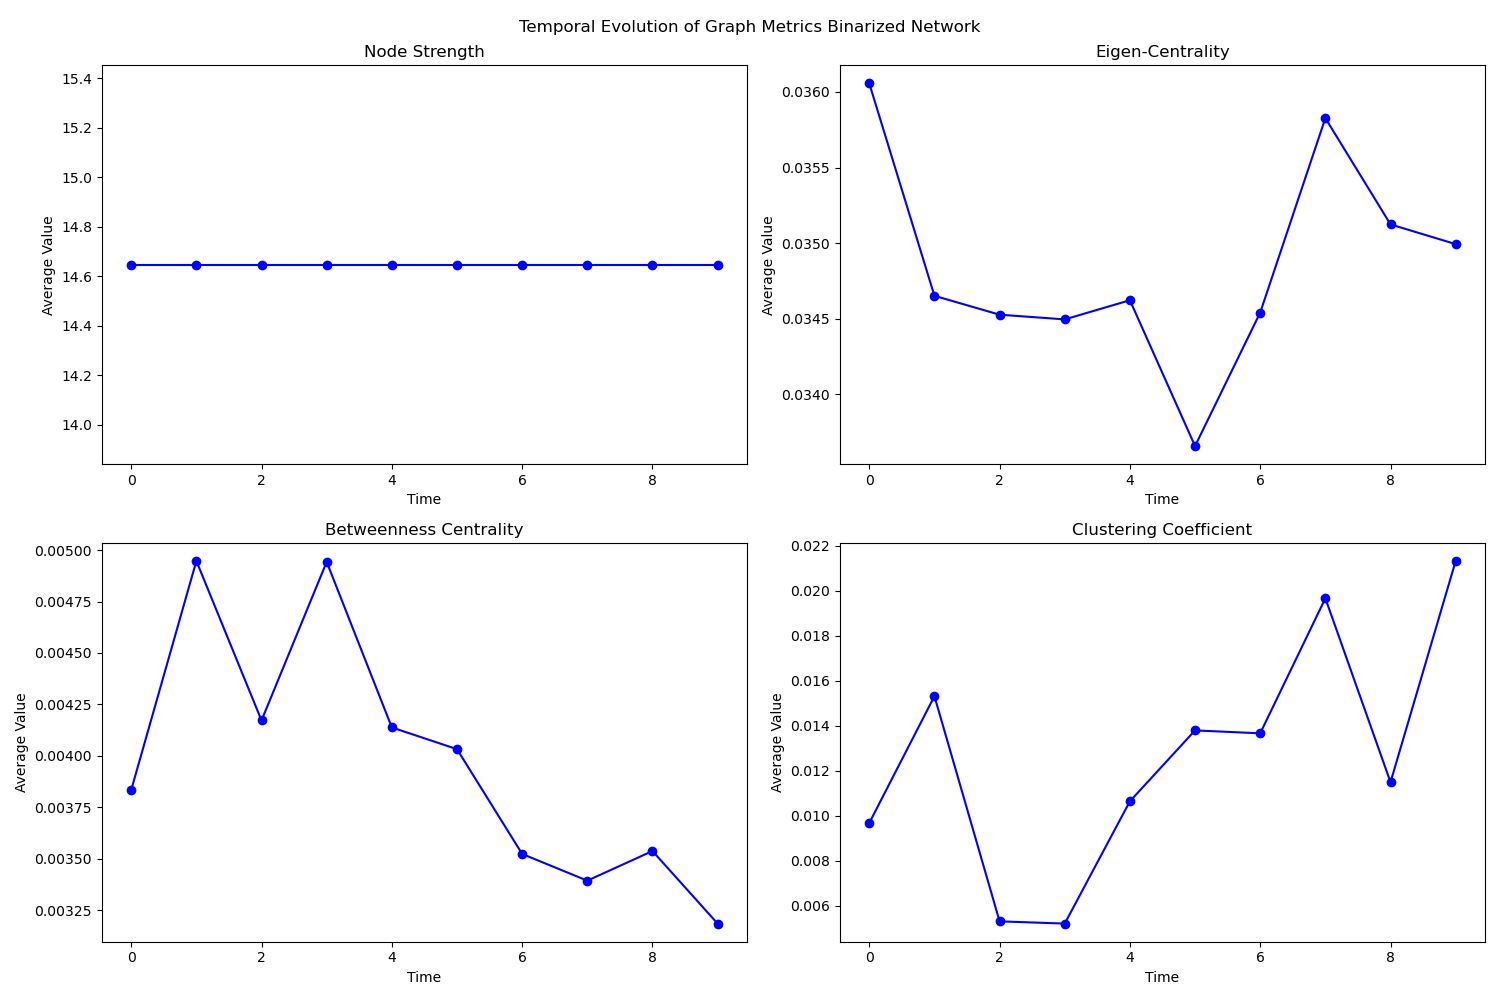 Temporal Evolution of Graph Metrics Binarized Network
Node Strength
15.4
15.2
15.0
14.8
14.6
14.4
14.2
14.0
Average Value
0 2 4 6 8
Time
Eigen-Centrality
0.0360
0.0355
0.0350
0.0345
0.0340
Average Value
0 2 4 6 8
Time
Betweenness Centrality
0.00500
0.00475
0.00450
0.00425
0.00400
0.00375
0.00350
0.00325
Average Value
0 2 4 6 8
Time
Clustering Coefficient
0.022
0.020
0.018
0.016
0.014
0.012
0.010
0.008
0.006
Average Value
0 2 4 6 8
Time